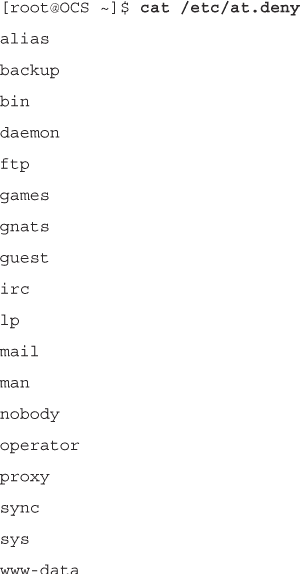 [root@OCS ~]$ cat /etc/at.deny
alias
backup
bin
daemon
ftp
games
gnats
guest
irc
lp
mail
man
nobody
operator
proxy
sync
sys
www-data